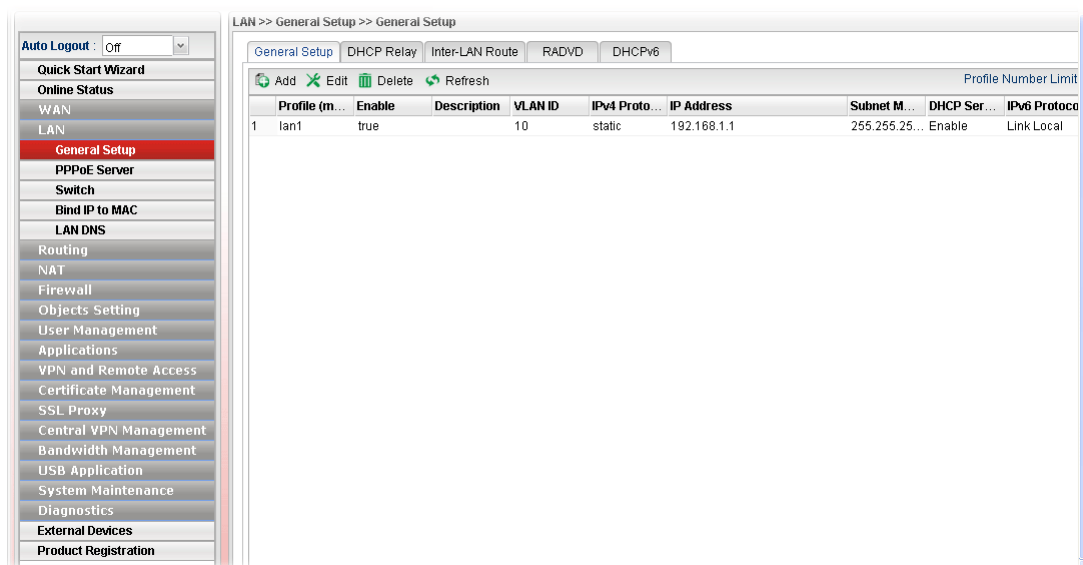 LAN >> General Setup >> General Setup
Auto Logout : Off
Quick Start Wizard
Online Status
WAN
LAN
General Setup
PPPoE Server
Switch
Bind IP to MAC
LAN DNS
Routing
NAT
Firewall
Objects Setting
User Management
Applications
VPN and Remote Access
Certificate Management
SSL Proxy
Central VPN Management
Bandwidth Management
USB Application
System Maintenance
Diagnostics
External Devices
Product Registration
General Setup DHCP Relay Inter-LAN Route RADVD DHCPv6
Add Edit Delete Refresh Profile Number Limit
Profile (m... Enable Description VLAN ID IPv4 Proto... IP Address Subnet M... DHCP Ser... IPv6 Protoco
1 lan1 true 10 static 192.168.1.1 255.255.25... Enable Link Local